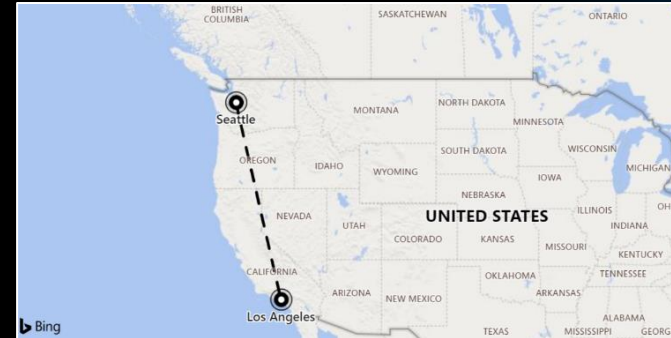 BRITISH
COLUMBIA
SASKATCHEWAN
ONTARIO
Seattle
MONTANA
NORTH DAKOTA
MINNESOTA
OREGON
IDAHO
WYOMING
SOUTH DAKOTA
WISCONSIN
MICHIGAN
IOWA
NEBRASKA
NEVADA
UTAH
UNITED STATES
ILLINOIS
OH
INDIANA
COLORADO
KANSAS
MISSOURI
KENTUCKY
CALIFORNIA
OKLAHOMA
TENNESSEE
ARIZONA
NEW MEXICO
ARKANSAS
Los Angeles
ALABAMA
Bing
TEXAS
MISSISSIPPI
GEORG